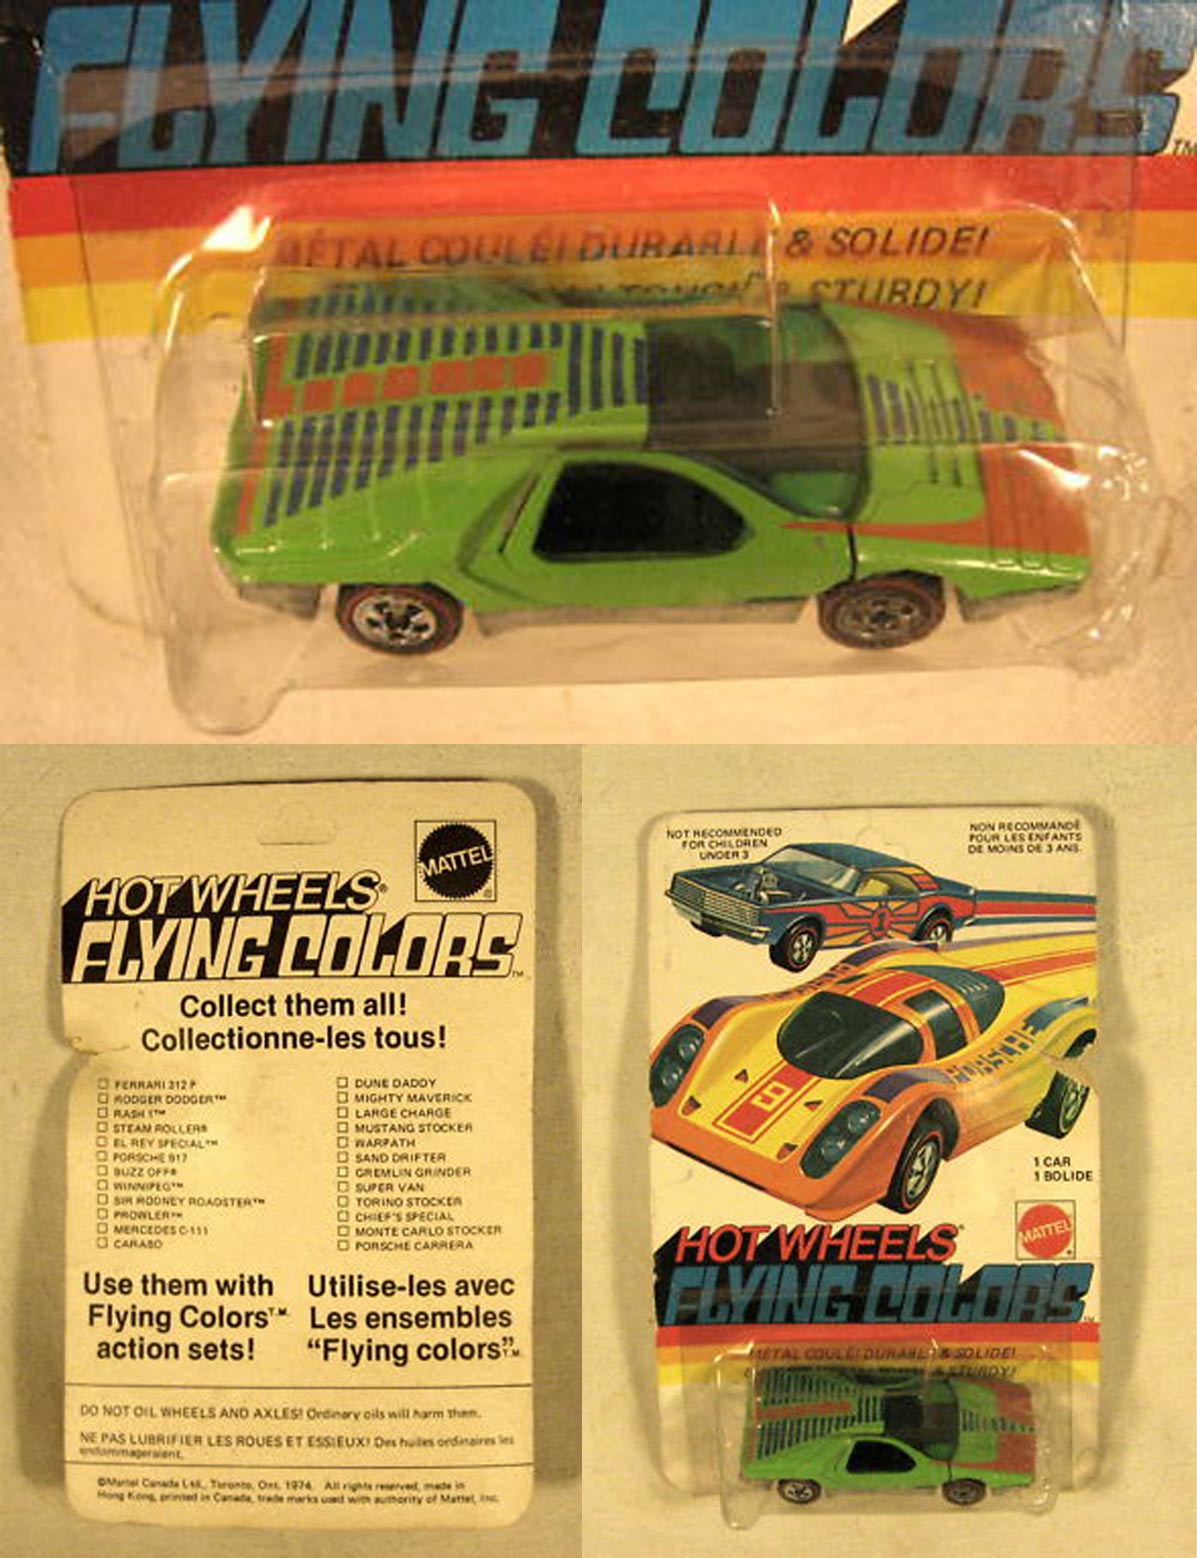 FLYING COLORS TM
MÉTAL COULÉ! DURABLE & SOLIDE!
TOUGH & STURDY!
MATTEL
®
HOT WHEELS®
FLYING COLORS TM
Collect them all!
Collectionne-les tous!
FERRARI 312 P
RODGER DODGER™
RASH 1™
STEAM ROLLER®
EL REY SPECIAL™
PORSCHE 917
BUZZ OFF®
WINNIPEG™
SIR RODNEY ROADSTER™
PROWLER™
MERCEDES C-111
CARABO
DUNE DADDY
MIGHTY MAVERICK
LARGE CHARGE
MUSTANG STOCKER
WARPATH
SAND DRIFTER
GREMLIN GRINDER
SUPER VAN
TORINO STOCKER
CHIEF'S SPECIAL
MONTE CARLO STOCKER
PORSCHE CARRERA
Use them with
Flying Colors T.M.
action sets!
Utilise-les avec
Les ensembles
“Flying colors” T.M.
DO NOT OIL WHEELS AND AXLES! Ordinary oils will harm them.
NE PAS LUBRIFIER LES ROUES ET ESSIEUX! Des huiles ordinaires les
endommageraient.
©Mattel Canada Ltd., Toronto, Ont. 1974. All rights reserved, made in
Hong Kong, printed in Canada, trade marks used with authority of Mattel, Inc.
NOT RECOMMENDED
FOR CHILDREN
UNDER 3
NON RECOMMANDÉ
POUR LES ENFANTS
DE MOINS DE 3 ANS.
1
PORSCHE
9
1 CAR
1 BOLIDE
MATTEL
®
HOT WHEELS®
FLYING COLORS TM
MÉTAL COULÉ! DURABLE & SOLIDE!
& STURDY!